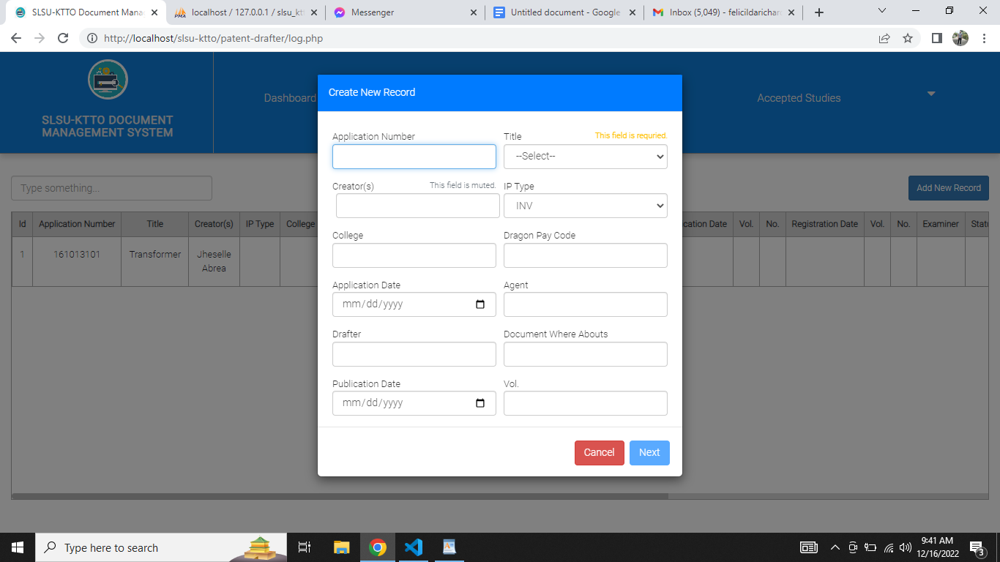 SLSU-KTTO Document Mana
localhost / 127.0.0.1 / slsu_kt
Messenger
Untitled document - Google
Inbox (5,049) - felicildarichan
http://localhost/slsu-ktto/patent-drafter/log.php
SLSU-KTTO DOCUMENT
MANAGEMENT SYSTEM
Dashboard
Accepted Studies
Type something...
Add New Record
Id Application Number Title Creator(s) IP Type College
cation Date Vol. No. Registration Date Vol. No. Examiner Statu
1 161013101 Transformer Jheselle
Abrea
Create New Record
Application Number
Title This field is requried.
--Select--
Creator(s) This field is muted.
IP Type
INV
College
Dragon Pay Code
Application Date
mm/dd/yyyy
Agent
Drafter
Document Where Abouts
Publication Date
mm/dd/yyyy
Vol.
Cancel Next
Type here to search
9:41 AM
12/16/2022
3